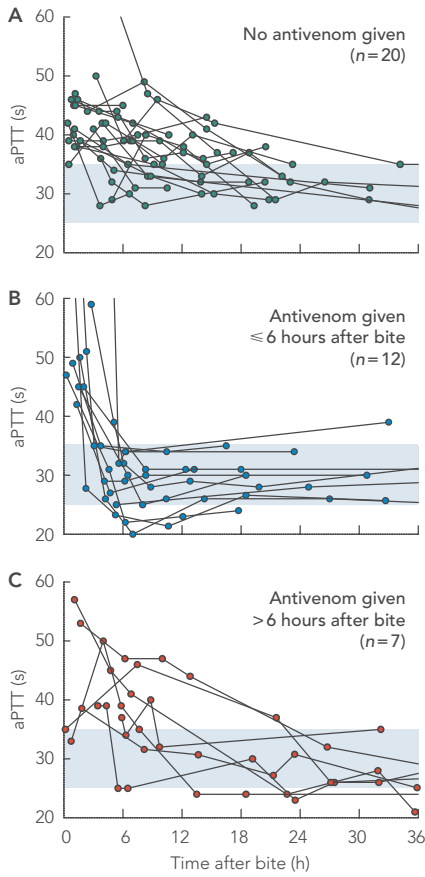 A
60
No antivenom given
(n=20)
50
aPTT (s)
40
30
20
B
60
Antivenom given
⩽6 hours after bite
(n=12)
50
aPTT (s)
40
30
20
C
60
Antivenom given
>6 hours after bite
(n=7)
50
aPTT (s)
40
30
20
0 6 12 18 24 30 36
Time after bite (h)